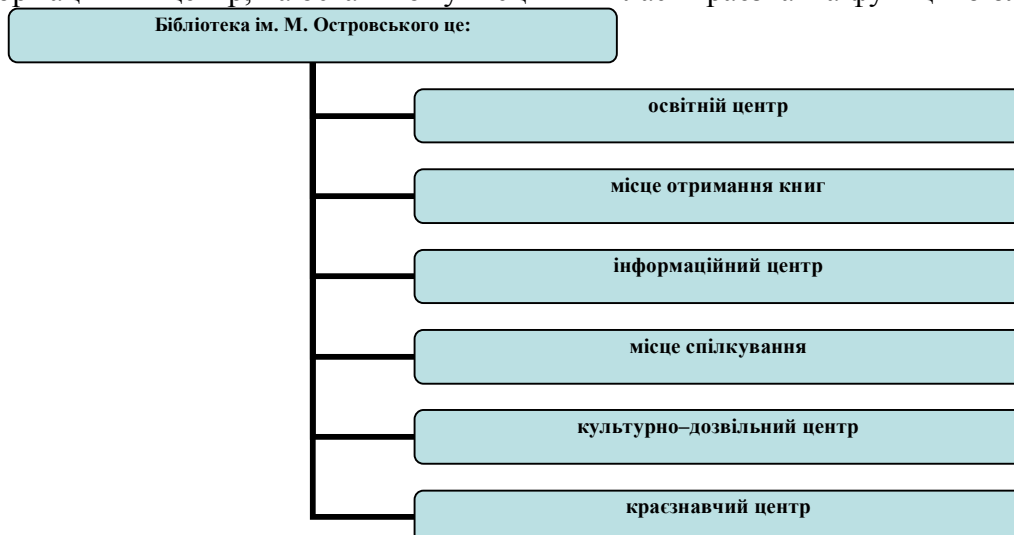 Бібліотека ім. М. Островського це:
освітній центр
місце отримання книг
інформаційний центр
місце спілкування
культурно–дозвільний центр
краєзнавчий центр